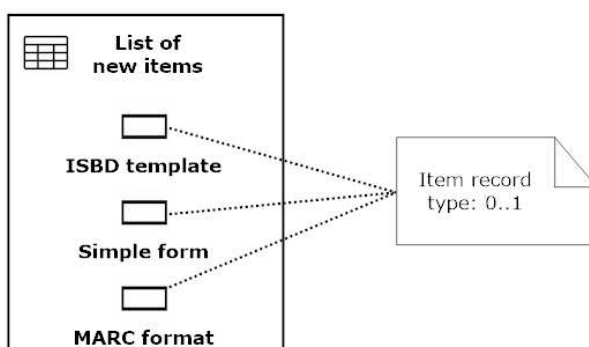 List of
new items
ISBD template
Simple form
MARC format
Item record
type: 0..1